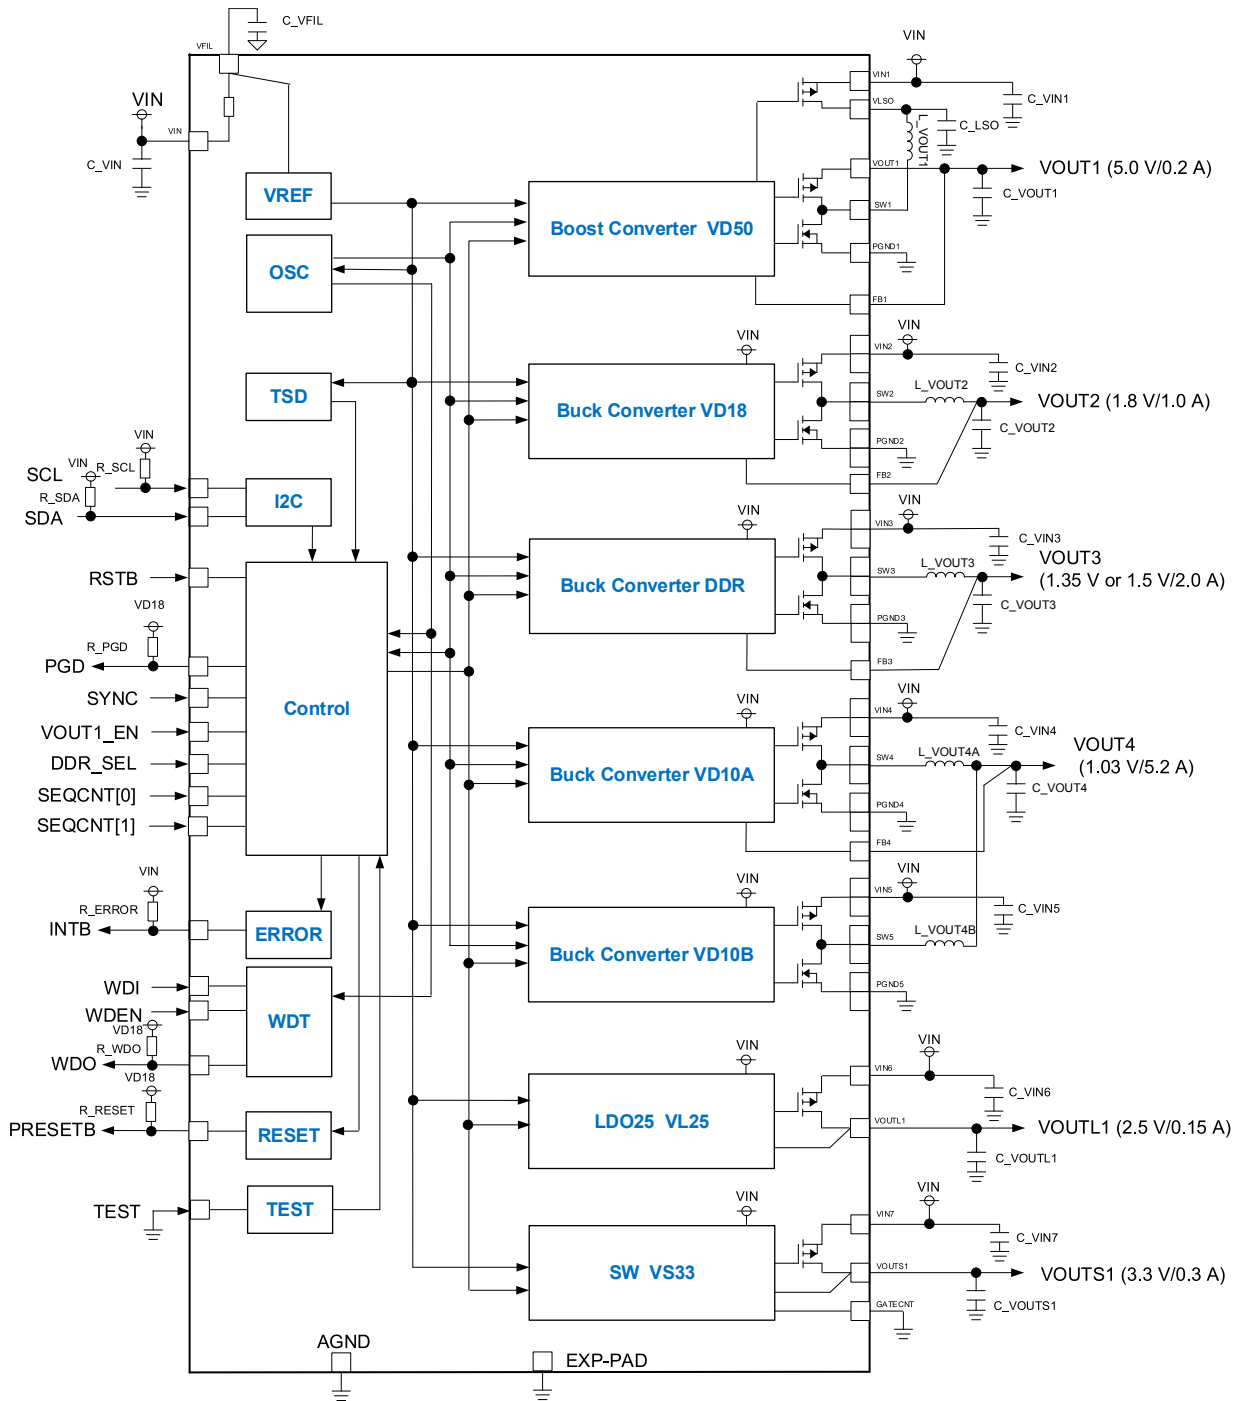 C_VFIL
VFIL
VIN
VIN
C_VIN
VREF
OSC
TSD
VIN
R_SCL
SCL
VIN
R_SDA
SDA
I2C
RSTB
VD18
R_PGD
PGD
SYNC
VOUT1_EN
DDR_SEL
SEQCNT[0]
SEQCNT[1]
Control
VIN
R_ERROR
INTB
ERROR
WDI
WDEN
VD18
R_WDO
WDO
WDT
VD18
R_RESET
PRESETB
RESET
TEST
TEST
AGND
EXP-PAD
Boost Converter VD50
VIN
VIN1
C_VIN1
VLSO
C_LSO
L_VOUT1
VOUT1
VOUT1 (5.0 V/0.2 A)
C_VOUT1
SW1
PGND1
FB1
VIN
Buck Converter VD18
VIN
VIN2
C_VIN2
SW2
L_VOUT2
VOUT2 (1.8 V/1.0 A)
C_VOUT2
PGND2
FB2
VIN
Buck Converter DDR
VIN
VIN3
C_VIN3
SW3
L_VOUT3
VOUT3
(1.35 V or 1.5 V/2.0 A)
C_VOUT3
PGND3
FB3
VIN
Buck Converter VD10A
VIN
VIN4
C_VIN4
SW4
L_VOUT4A
VOUT4
(1.03 V/5.2 A)
C_VOUT4
PGND4
FB4
VIN
Buck Converter VD10B
VIN
VIN5
C_VIN5
SW5
L_VOUT4B
PGND5
VIN
LDO25 VL25
VIN
VIN6
C_VIN6
VOUTL1
VOUTL1 (2.5 V/0.15 A)
C_VOUTL1
VIN
SW VS33
VIN
VIN7
C_VIN7
VOUTS1
VOUTS1 (3.3 V/0.3 A)
C_VOUTS1
GATECNT